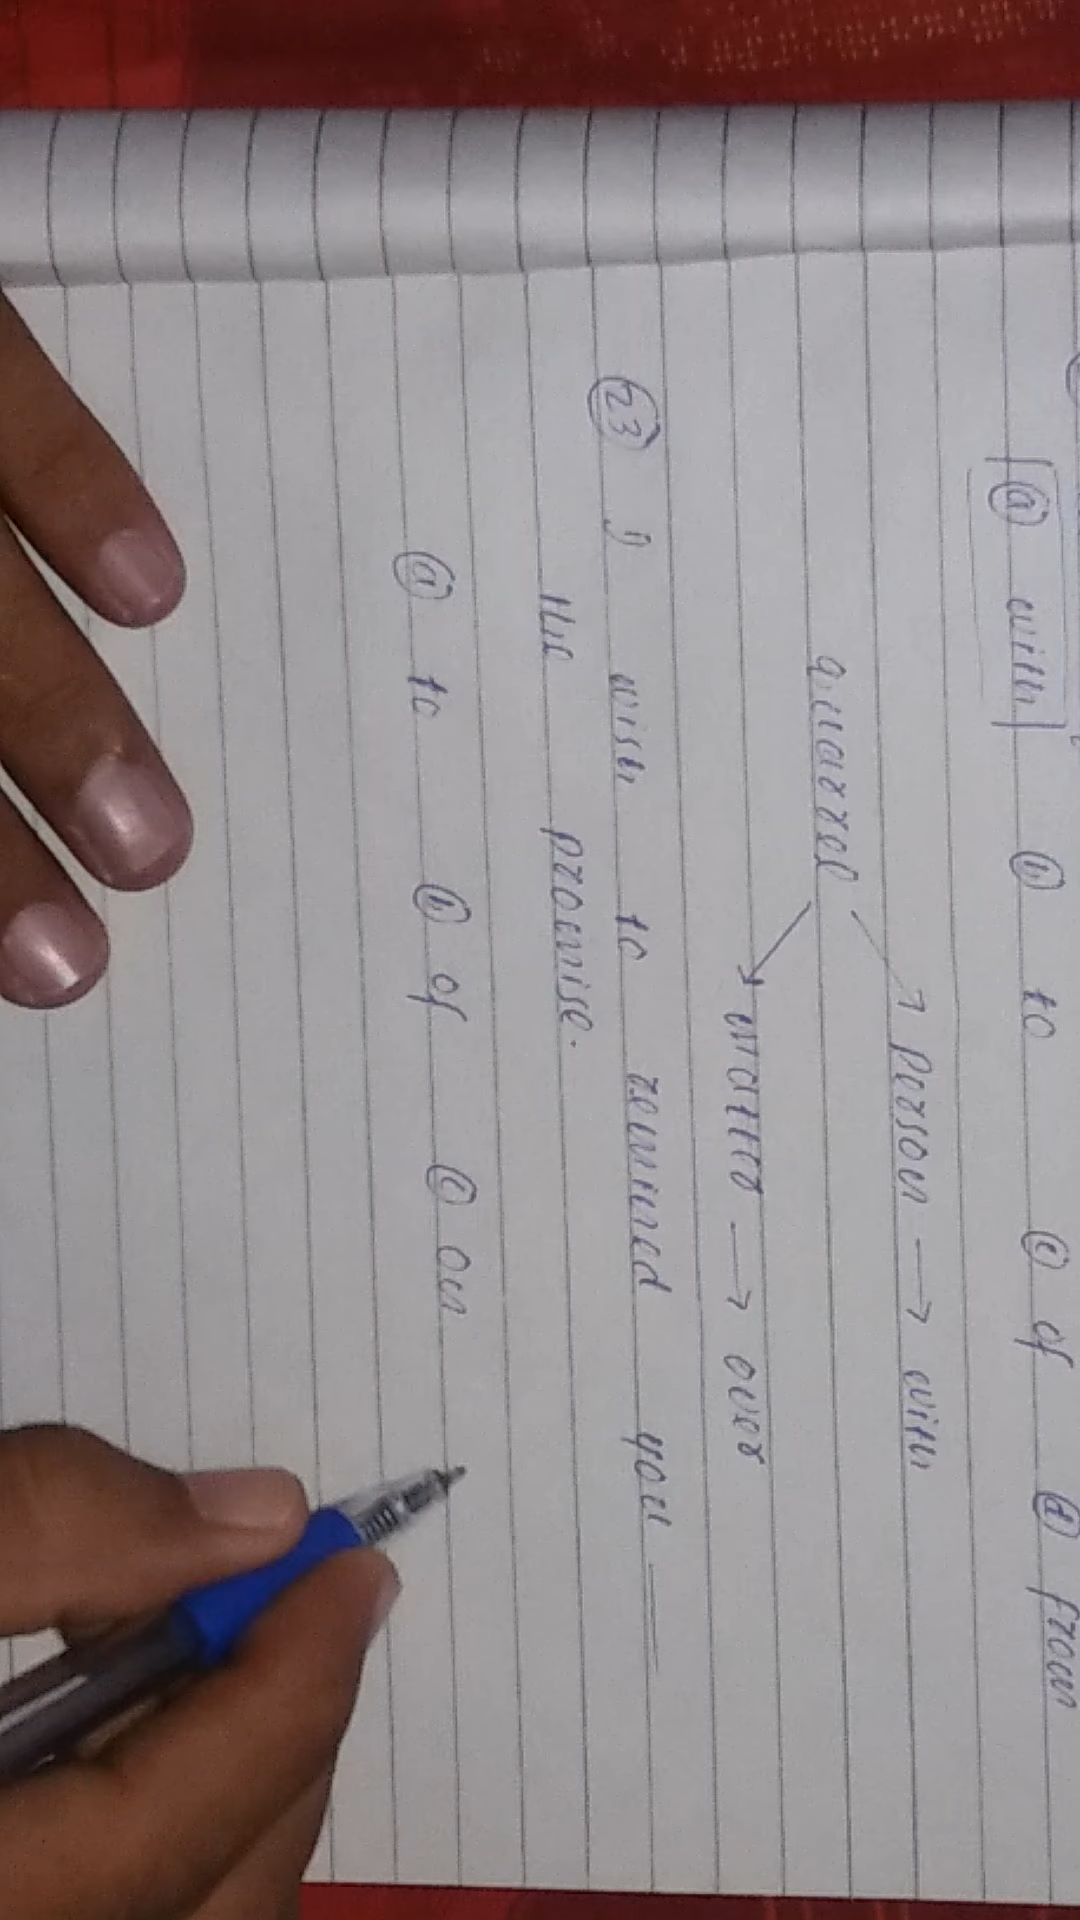 (a) with (b) to (c) of (d) from
Person → with
quarrel
matter → over
(23) I wish to remined you ___
the promise.
(a) to (b) of (c) on